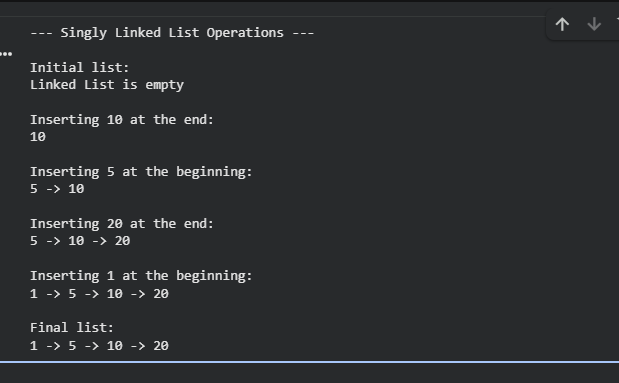 --- Singly Linked List Operations ---
Initial list:
Linked List is empty
Inserting 10 at the end:
10
Inserting 5 at the beginning:
5 -> 10
Inserting 20 at the end:
5 -> 10 -> 20
Inserting 1 at the beginning:
1 -> 5 -> 10 -> 20
Final list:
1 -> 5 -> 10 -> 20